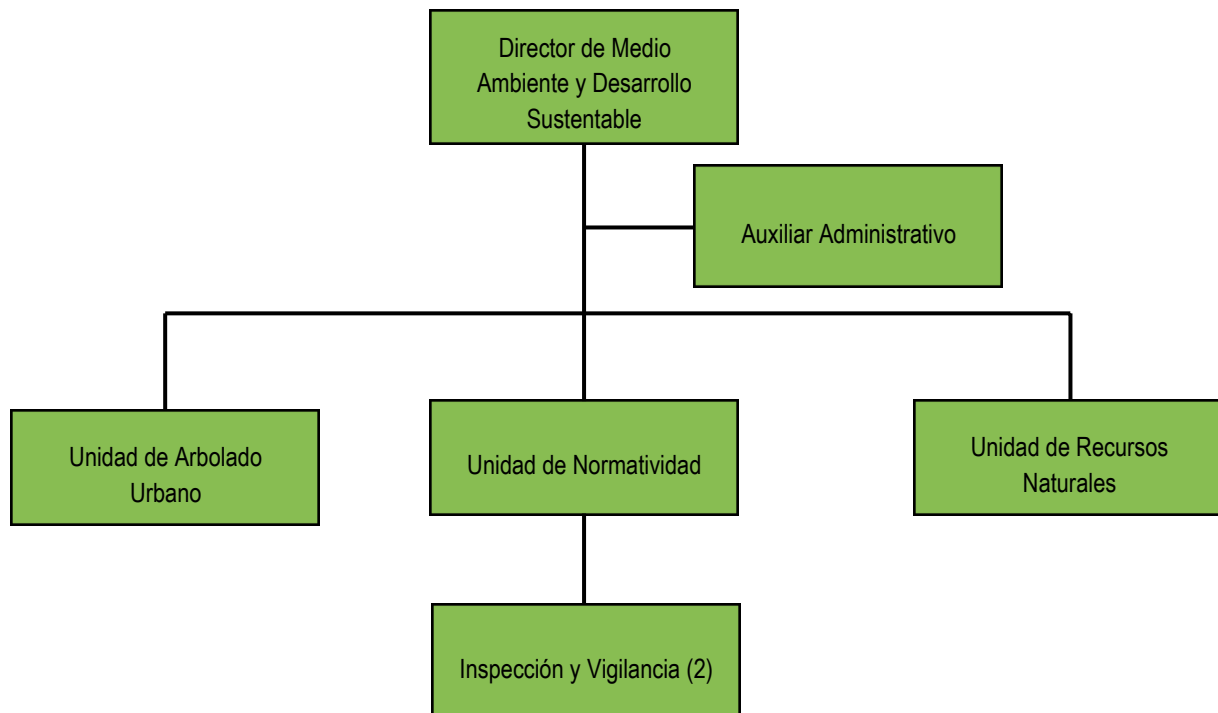 Director de Medio
Ambiente y Desarrollo
Sustentable
Auxiliar Administrativo
Unidad de Arbolado
Urbano
Unidad de Normatividad
Unidad de Recursos
Naturales
Inspección y Vigilancia (2)